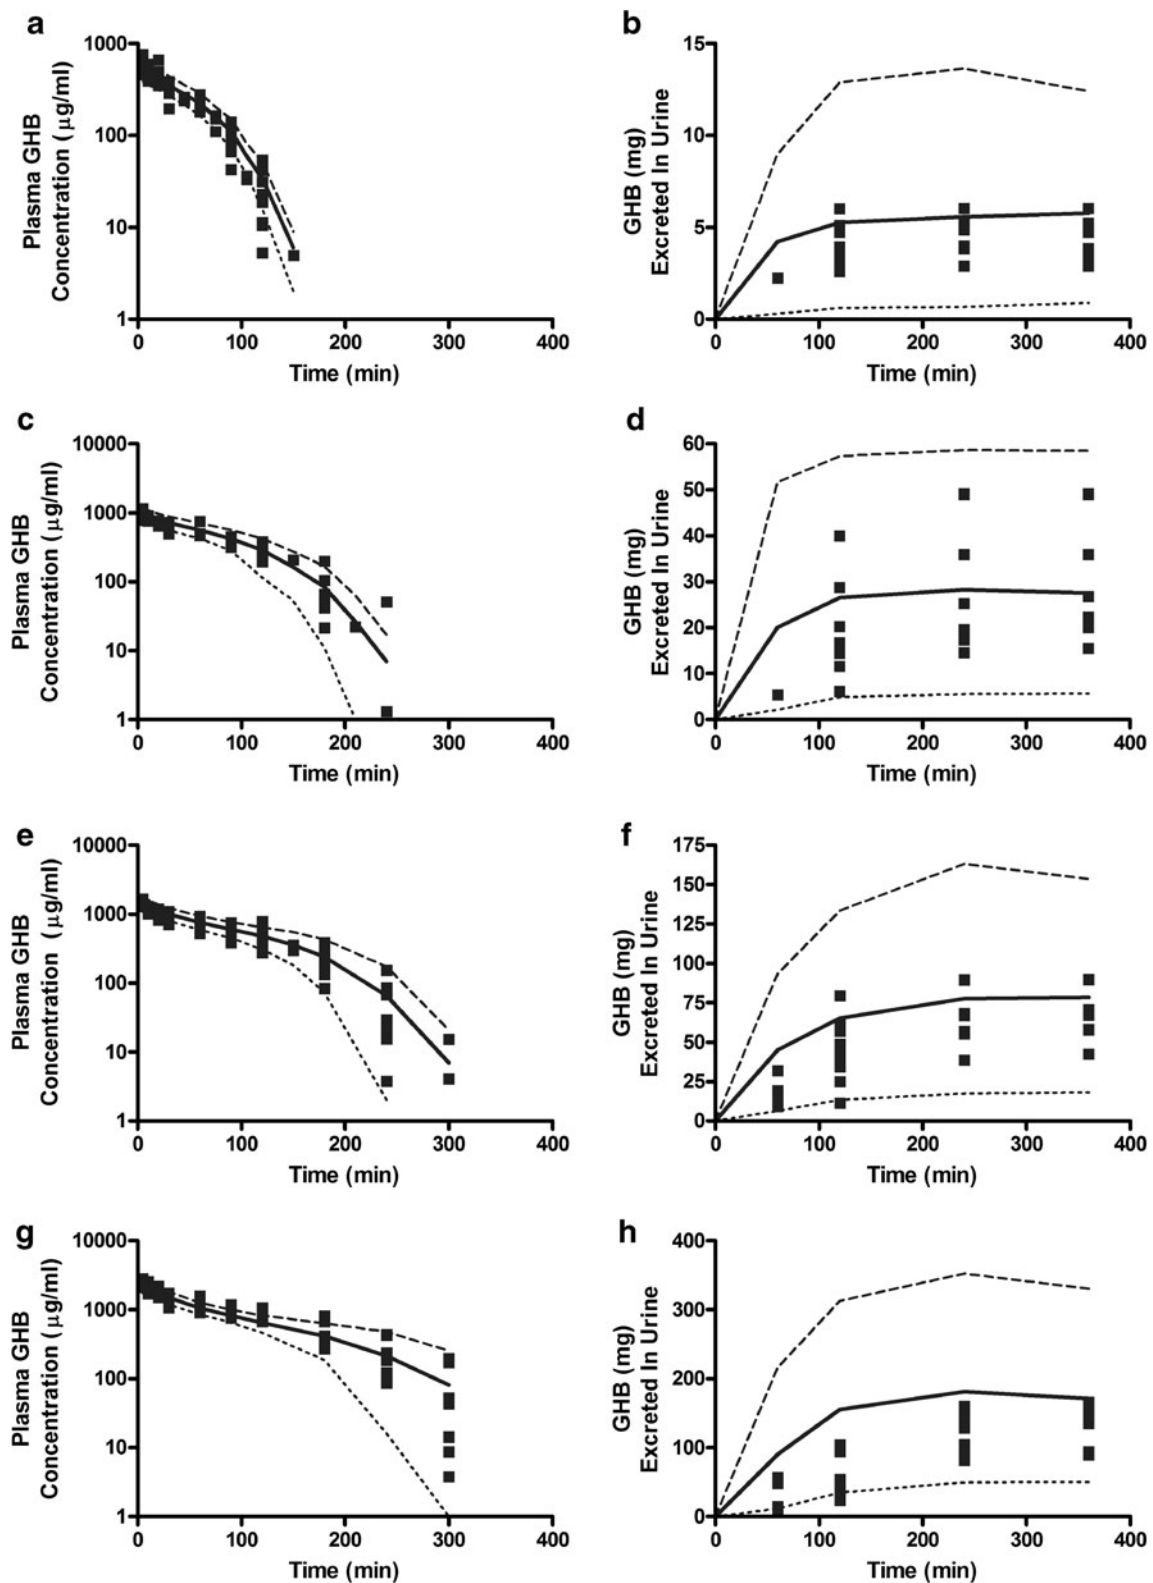 a
b
1000
100
10
1
0 100 200 300 400
Plasma GHB
Concentration (μg/ml)
Time (min)
15
10
5
0
0 100 200 300 400
GHB (mg)
Excreted In Urine
Time (min)
c
d
10000
1000
100
10
1
0 100 200 300 400
Plasma GHB
Concentration (μg/ml)
Time (min)
60
50
40
30
20
10
0
0 100 200 300 400
GHB (mg)
Excreted In Urine
Time (min)
e
f
10000
1000
100
10
1
0 100 200 300 400
Plasma GHB
Concentration (μg/ml)
Time (min)
175
150
125
100
75
50
25
0
0 100 200 300 400
GHB (mg)
Excreted In Urine
Time (min)
g
h
10000
1000
100
10
1
0 100 200 300 400
Plasma GHB
Concentration (μg/ml)
Time (min)
400
300
200
100
0
0 100 200 300 400
GHB (mg)
Excreted In Urine
Time (min)